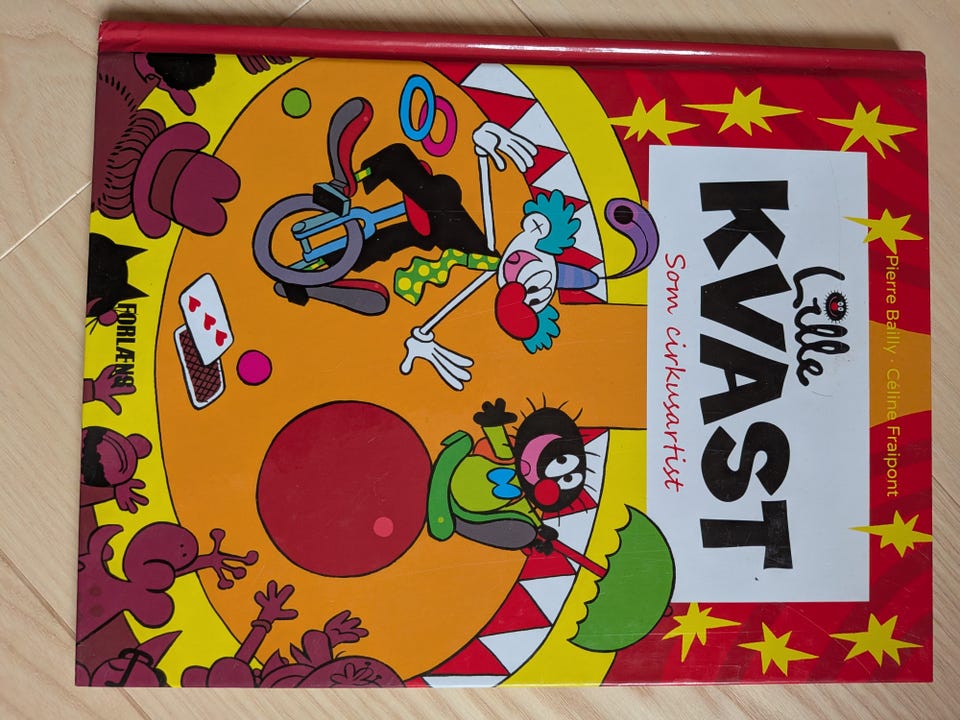 Pierre Bailly · Céline Fraipont
Lille
KVAST
Som cirkusartist
FORLÆNS